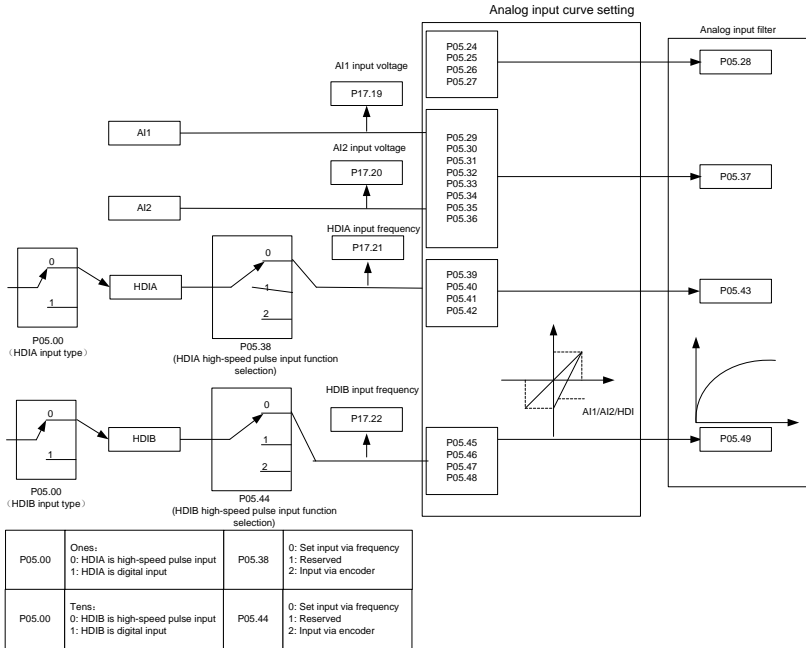 Analog input curve setting
Analog input filter
P05.24
P05.25
P05.26
P05.27
P05.28
AI1 input voltage
P17.19
AI1
AI2 input voltage
P17.20
AI2
P05.29
P05.30
P05.31
P05.32
P05.33
P05.34
P05.35
P05.36
P05.37
HDIA input frequency
P17.21
0
1
P05.00
（HDIA input type）
HDIA
0
1
2
P05.38
(HDIA high-speed pulse input function
selection)
P05.39
P05.40
P05.41
P05.42
P05.43
AI1/AI2/HDI
HDIB input frequency
P17.22
0
1
P05.00
（HDIB input type）
HDIB
0
1
2
P05.44
(HDIB high-speed pulse input function
selection)
P05.45
P05.46
P05.47
P05.48
P05.49
P05.00
Ones:
0: HDIA is high-speed pulse input
1: HDIA is digital input
P05.38
0: Set input via frequency
1: Reserved
2: Input via encoder
P05.00
Tens:
0: HDIB is high-speed pulse input
1: HDIB is digital input
P05.44
0: Set input via frequency
1: Reserved
2: Input via encoder